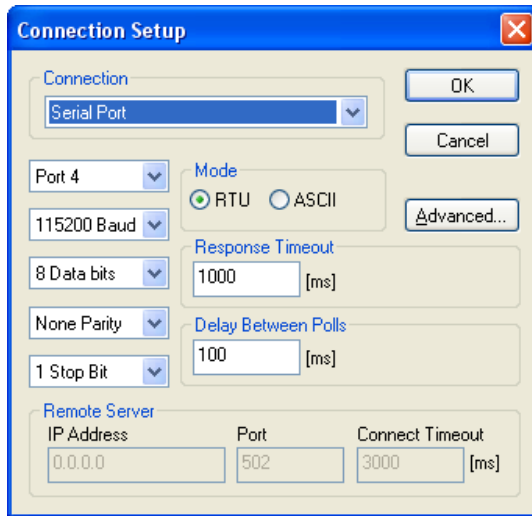 Connection Setup
Connection
Serial Port
OK
Cancel
Port 4
Mode
RTU ASCII
115200 Baud
Advanced...
8 Data bits
Response Timeout
1000 [ms]
None Parity
Delay Between Polls
100 [ms]
1 Stop Bit
Remote Server
IP Address Port Connect Timeout
0.0.0.0 502 3000 [ms]